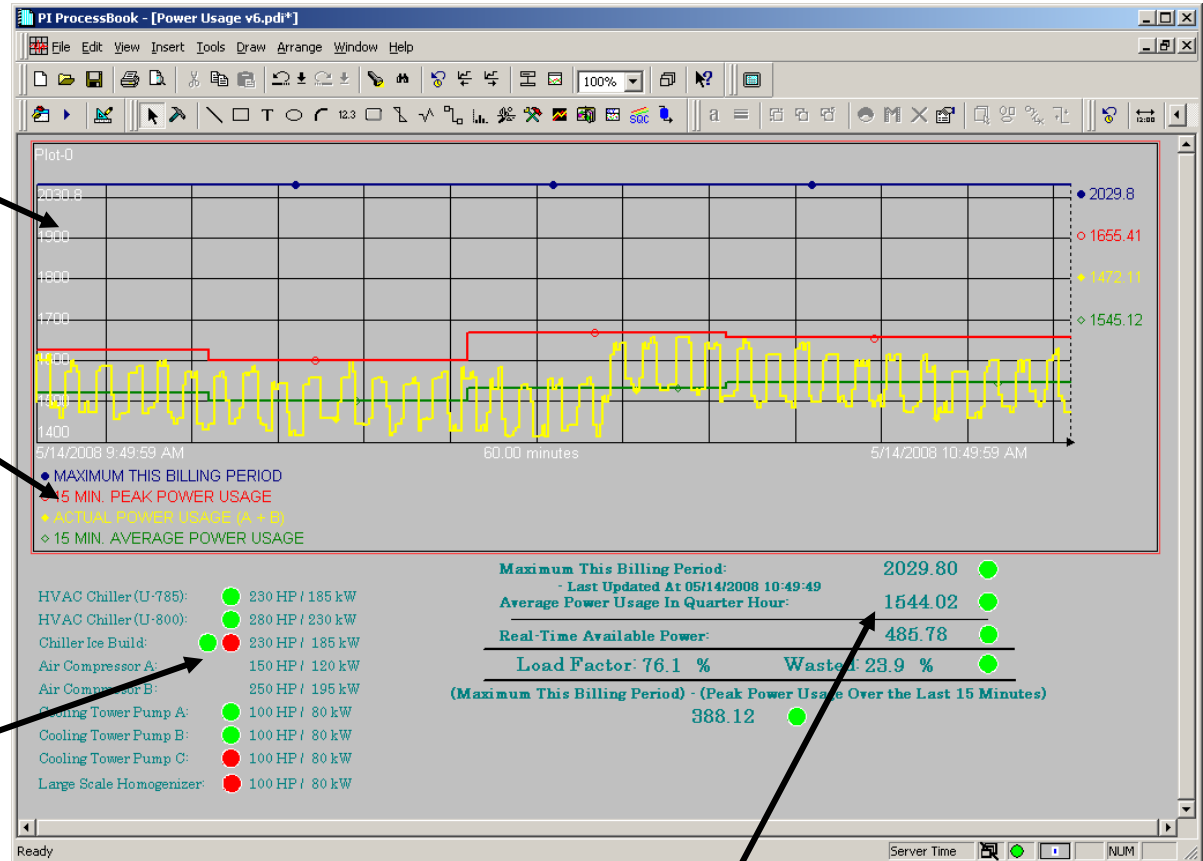 PI ProcessBook - [Power Usage v6.pdi*]
File Edit View Insert Tools Draw Arrange Window Help
100%
T 12.3 SQC a M 12:00
Plot-0
2030.8
1900
1800
1700
1600
1500
1400
2029.8
1655.41
1472.11
1545.12
5/14/2008 9:49:59 AM 60.00 minutes 5/14/2008 10:49:59 AM
MAXIMUM THIS BILLING PERIOD
15 MIN. PEAK POWER USAGE
ACTUAL POWER USAGE (A + B)
15 MIN. AVERAGE POWER USAGE
HVAC Chiller (U-785): 230 HP / 185 kW
HVAC Chiller (U-800): 280 HP / 230 kW
Chiller Ice Build: 230 HP / 185 kW
Air Compressor A: 150 HP / 120 kW
Air Compressor B: 250 HP / 195 kW
Cooling Tower Pump A: 100 HP / 80 kW
Cooling Tower Pump B: 100 HP / 80 kW
Cooling Tower Pump C: 100 HP / 80 kW
Large Scale Homogenizer: 100 HP / 80 kW
Maximum This Billing Period: 2029.80
- Last Updated At 05/14/2008 10:49:49
Average Power Usage In Quarter Hour: 1544.02
Real-Time Available Power: 485.78
Load Factor: 76.1 % Wasted: 23.9 %
(Maximum This Billing Period) - (Peak Power Usage Over the Last 15 Minutes)
388.12
Ready Server Time NUM